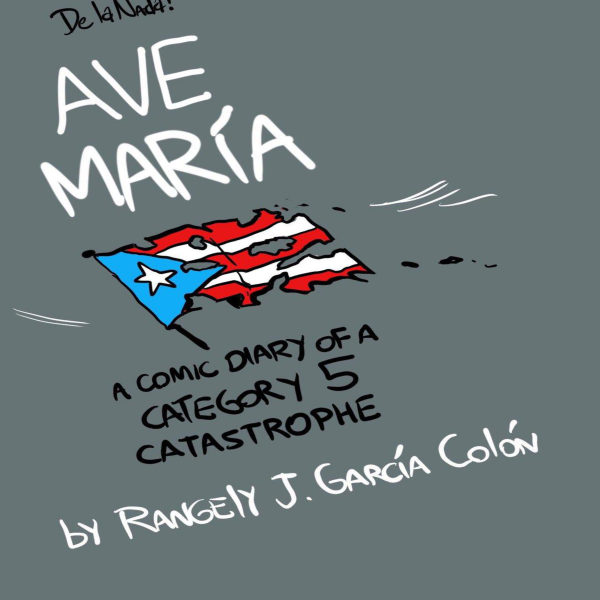 De la Nada!
AVE
MARÍA
A COMIC DIARY OF A
CATEGORY 5
CATASTROPHE
by RANGELY J. GARCÍA COLÓN